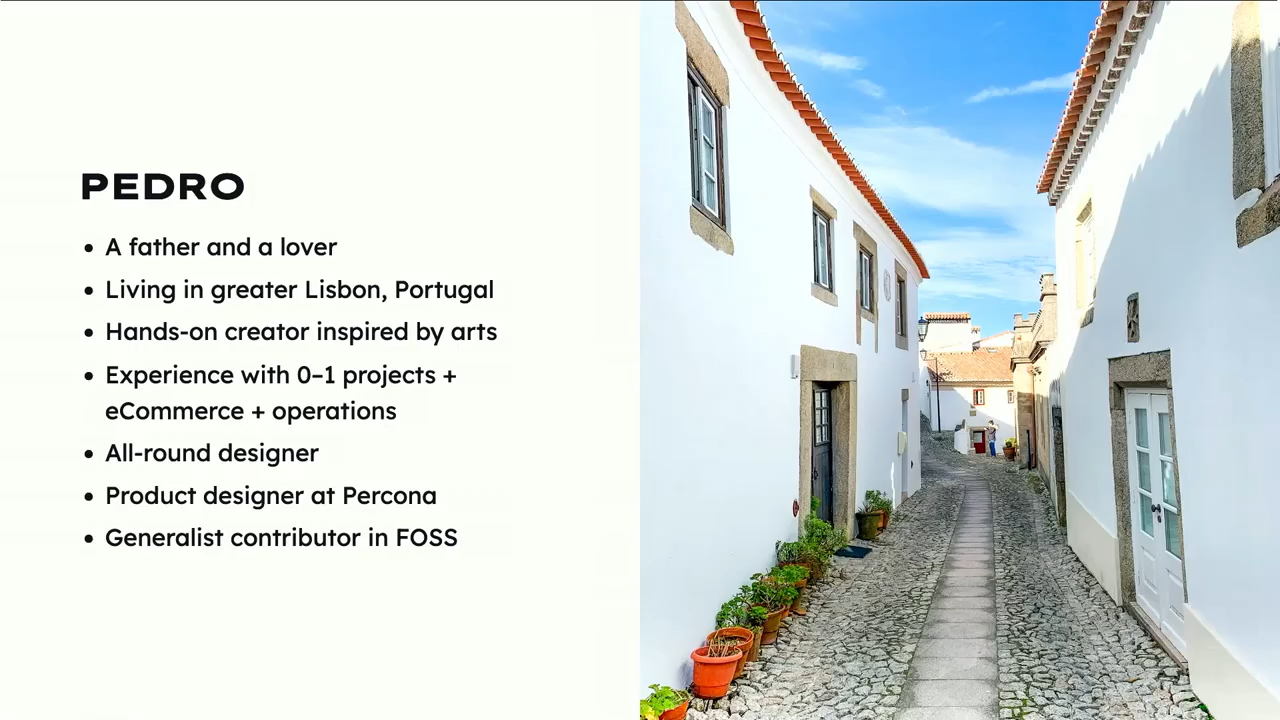 PEDRO
• A father and a lover
• Living in greater Lisbon, Portugal
• Hands-on creator inspired by arts
• Experience with 0–1 projects +
eCommerce + operations
• All-round designer
• Product designer at Percona
• Generalist contributor in FOSS